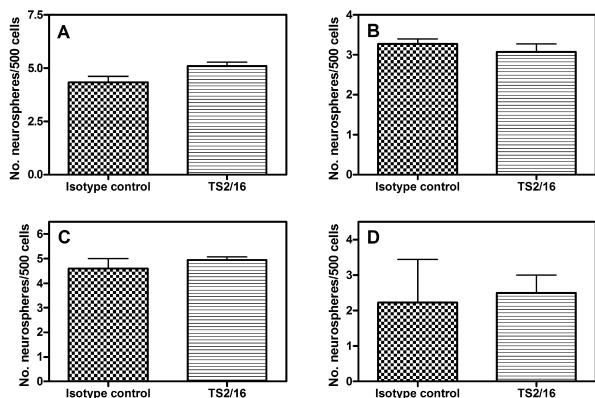 A
No. neurospheres/500 cells
7.5
5.0
2.5
0.0
Isotype control TS2/16
B
No. neurospheres/500 cells
4
3
2
1
0
Isotype control TS2/16
C
No. neurospheres/500 cells
6
5
4
3
2
1
0
Isotype control TS2/16
D
No. neurospheres/500 cells
4
3
2
1
0
Isotype control TS2/16